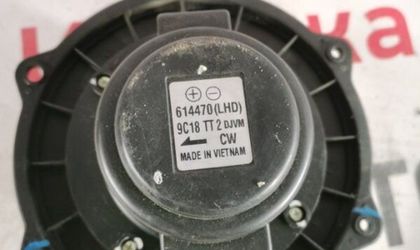 ⊕ ⊖
614470(LHD)
9C18 TT 2 DJVM
← CW
MADE IN VIETNAM